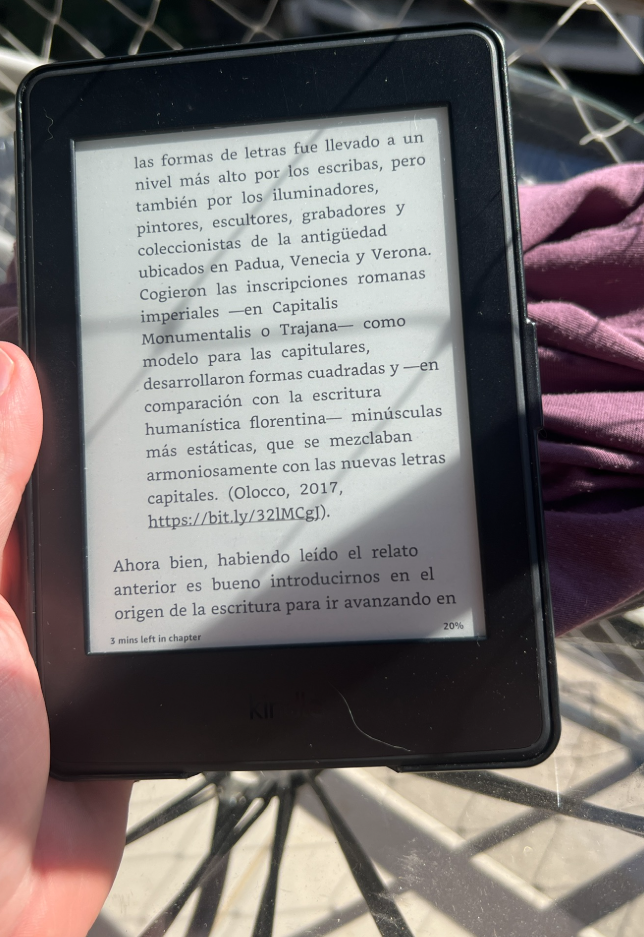 las formas de letras fue llevado a un
nivel más alto por los escribas, pero
también por los iluminadores,
pintores, escultores, grabadores y
coleccionistas de la antigüedad
ubicados en Padua, Venecia y Verona.
Cogieron las inscripciones romanas
imperiales —en Capitalis
Monumentalis o Trajana— como
modelo para las capitulares,
desarrollaron formas cuadradas y —en
comparación con la escritura
humanística florentina— minúsculas
más estáticas, que se mezclaban
armoniosamente con las nuevas letras
capitales. (Olocco, 2017,
https://bit.ly/32lMCgJ).
Ahora bien, habiendo leído el relato
anterior es bueno introducirnos en el
origen de la escritura para ir avanzando en
3 mins left in chapter
20%